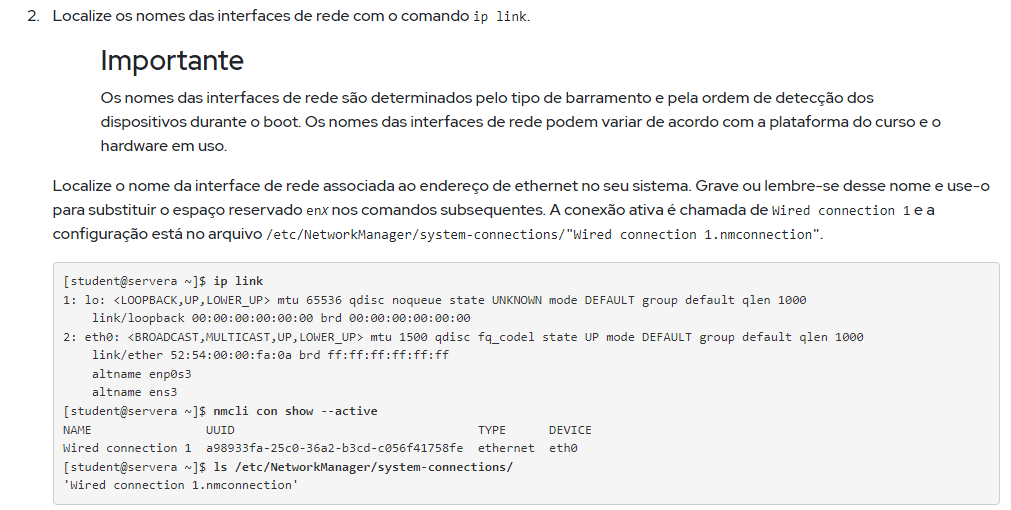 2. Localize os nomes das interfaces de rede com o comando ip link.
Importante
Os nomes das interfaces de rede são determinados pelo tipo de barramento e pela ordem de detecção dos
dispositivos durante o boot. Os nomes das interfaces de rede podem variar de acordo com a plataforma do curso e o
hardware em uso.
Localize o nome da interface de rede associada ao endereço de ethernet no seu sistema. Grave ou lembre-se desse nome e use-o
para substituir o espaço reservado enX nos comandos subsequentes. A conexão ativa é chamada de Wired connection 1 e a
configuração está no arquivo /etc/NetworkManager/system-connections/"Wired connection 1.nmconnection".
[student@servera ~]$ ip link
1: lo: <LOOPBACK,UP,LOWER_UP> mtu 65536 qdisc noqueue state UNKNOWN mode DEFAULT group default qlen 1000
    link/loopback 00:00:00:00:00:00 brd 00:00:00:00:00:00
2: eth0: <BROADCAST,MULTICAST,UP,LOWER_UP> mtu 1500 qdisc fq_codel state UP mode DEFAULT group default qlen 1000
    link/ether 52:54:00:00:fa:0a brd ff:ff:ff:ff:ff:ff
    altname enp0s3
    altname ens3
[student@servera ~]$ nmcli con show --active
NAME                UUID                                  TYPE      DEVICE
Wired connection 1  a98933fa-25c0-36a2-b3cd-c056f41758fe  ethernet  eth0
[student@servera ~]$ ls /etc/NetworkManager/system-connections/
'Wired connection 1.nmconnection'